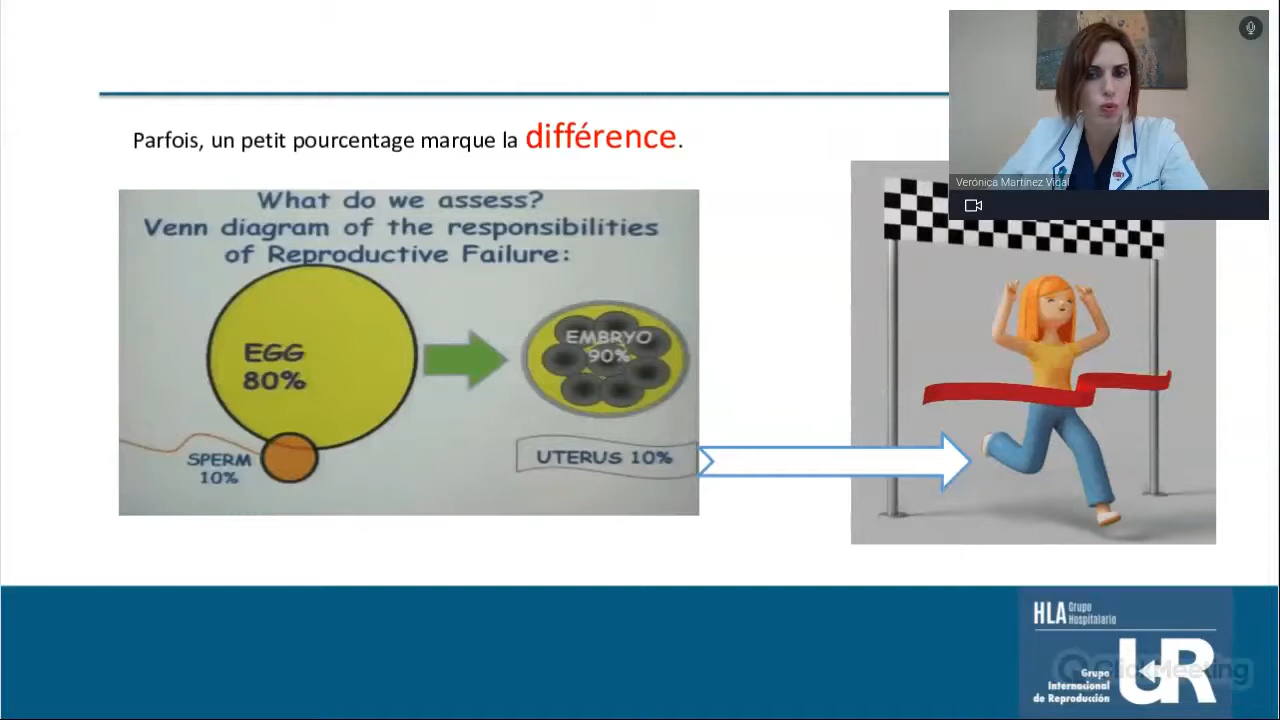 Verónica Martínez Vidal
Parfois, un petit pourcentage marque la différence.
What do we assess?
Venn diagram of the responsibilities
of Reproductive Failure:
EGG
80%
EMBRYO
90%
SPERM
10%
UTERUS 10%
HLA Grupo
Hospitalario
UR
Grupo
Internacional
de Reproducción
ClickMeeting